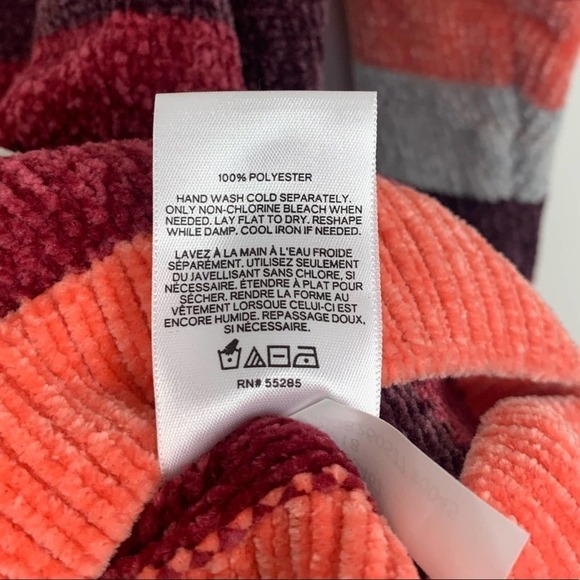 100% POLYESTER
HAND WASH COLD SEPARATELY.
ONLY NON-CHLORINE BLEACH WHEN
NEEDED. LAY FLAT TO DRY. RESHAPE
WHILE DAMP. COOL IRON IF NEEDED.
LAVEZ À LA MAIN À L'EAU FROIDE
SÉPARÉMENT. UTILISEZ SEULEMENT
DU JAVELLISANT SANS CHLORE, SI
NÉCESSAIRE. ÉTENDRE À PLAT POUR
SÉCHER. RENDRE LA FORME AU
VÊTEMENT LORSQUE CELUI-CI EST
ENCORE HUMIDE. REPASSAGE DOUX,
SI NÉCESSAIRE.
RN# 55285